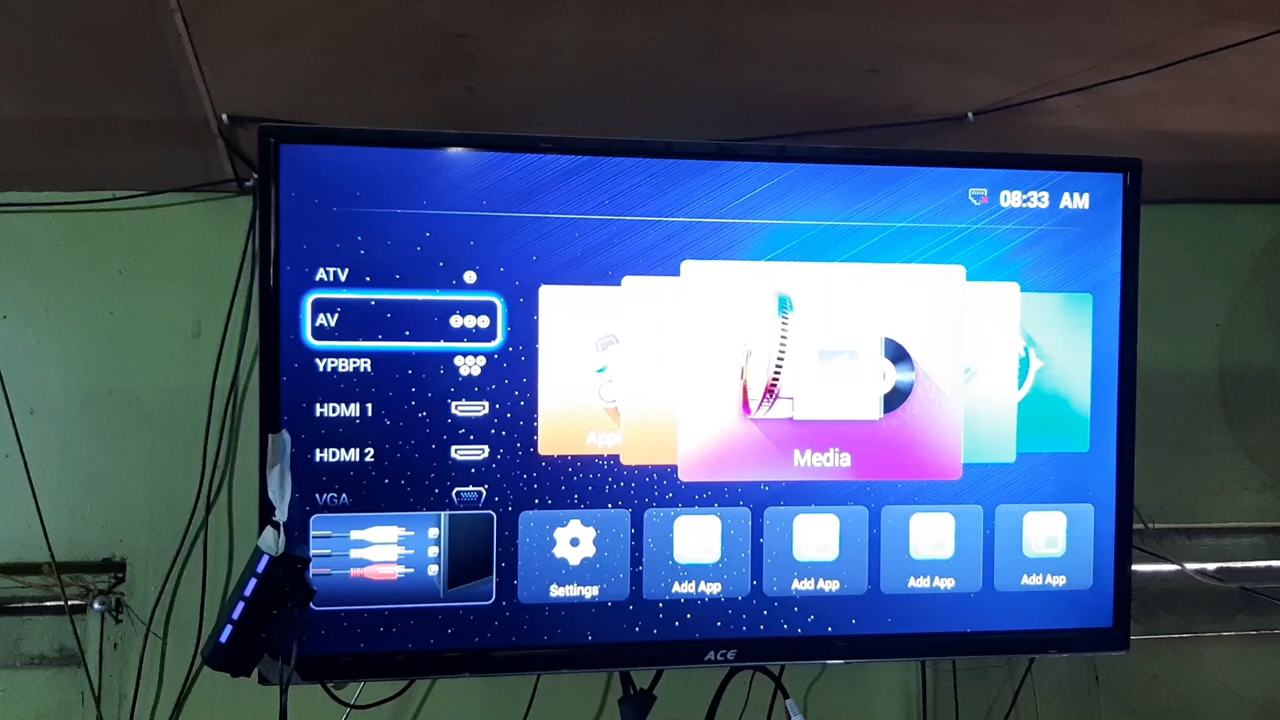 08:33 AM
ATV
AV
YPBPR
HDMI 1
HDMI 2
VGA
Media
Settings
Add App
Add App
Add App
Add App
ACE